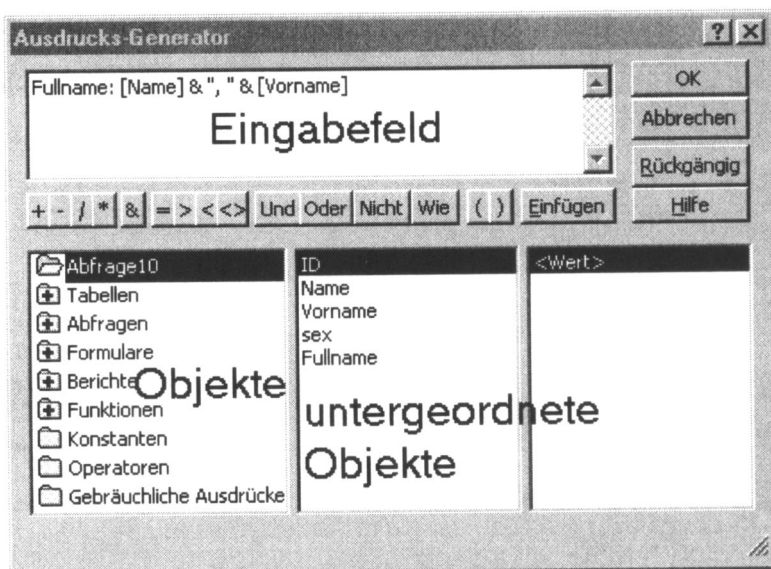 Ausdrucks-Generator
? X
Fullname: [Name] & ", " & [Vorname]
Eingabefeld
OK
Abbrechen
Rückgängig
Hilfe
+ - / * & = > < <> Und Oder Nicht Wie ( ) Einfügen
Abfrage10
Tabellen
Abfragen
Formulare
Berichte
Funktionen
Konstanten
Operatoren
Gebräuchliche Ausdrücke
Objekte
ID
Name
Vorname
sex
Fullname
untergeordnete
Objekte
<Wert>